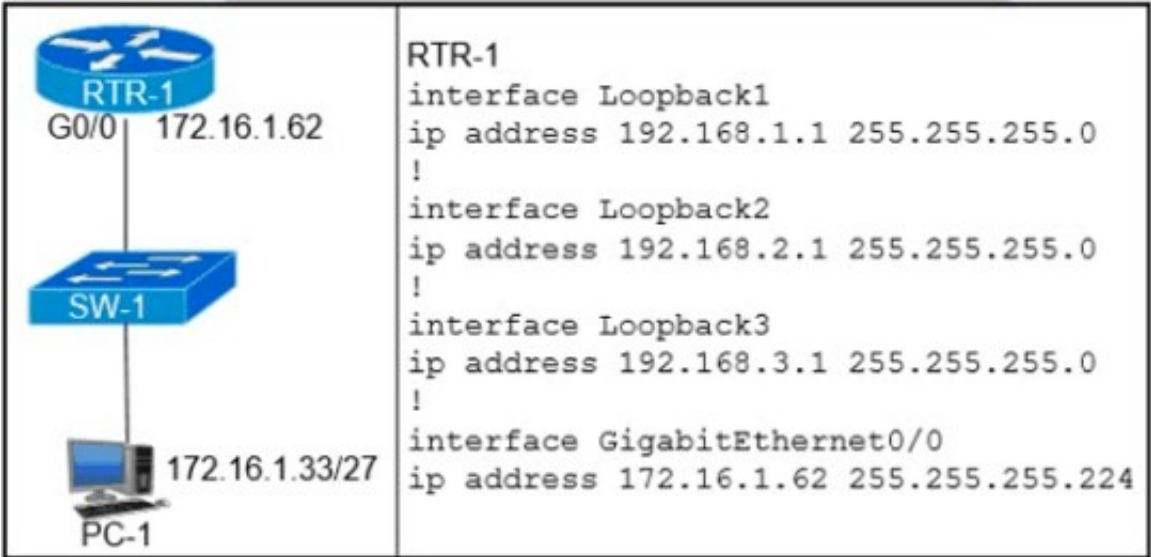 RTR-1
G0/0 172.16.1.62
SW-1
172.16.1.33/27
PC-1
RTR-1
interface Loopback1
ip address 192.168.1.1 255.255.255.0
!
interface Loopback2
ip address 192.168.2.1 255.255.255.0
!
interface Loopback3
ip address 192.168.3.1 255.255.255.0
!
interface GigabitEthernet0/0
ip address 172.16.1.62 255.255.255.224